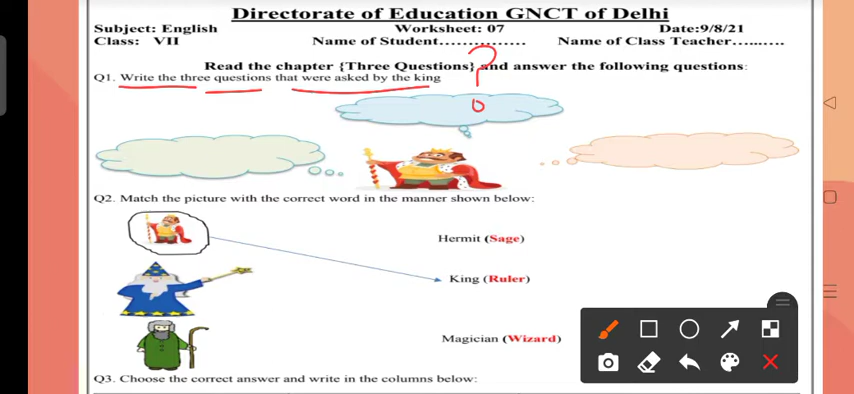 Directorate of Education GNCT of Delhi
Subject: English Worksheet: 07 Date:9/8/21
Class: VII Name of Student…………… Name of Class Teacher…...….
Read the chapter {Three Questions} and answer the following questions:
Q1. Write the three questions that were asked by the king
?
Q2. Match the picture with the correct word in the manner shown below:
Hermit (Sage)
King (Ruler)
Magician (Wizard)
Q3. Choose the correct answer and write in the columns below: